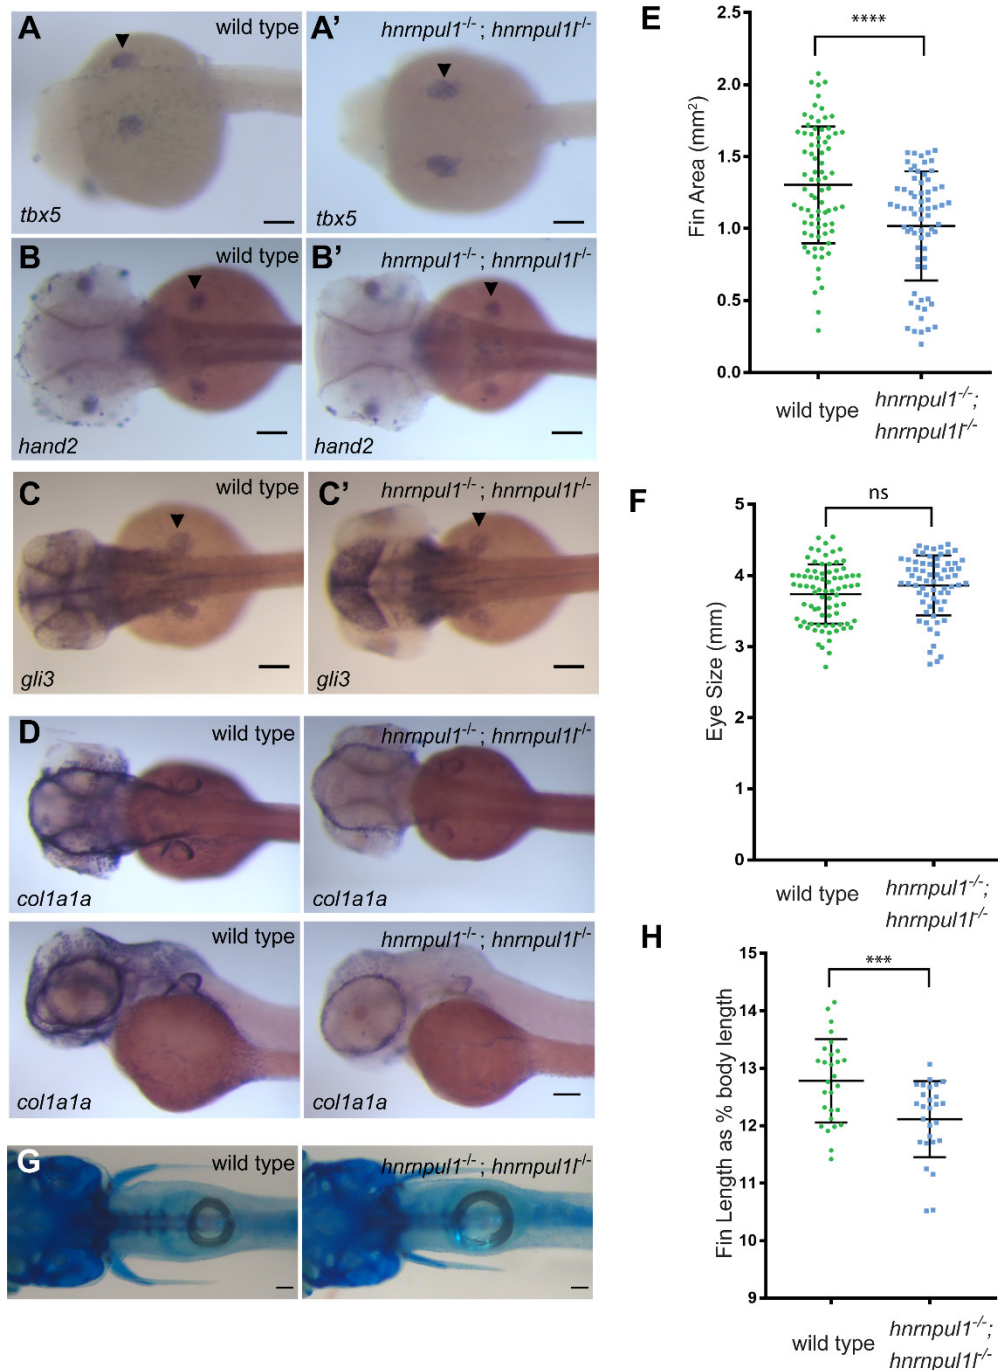 A
wild type
tbx5
A'
hnrnpul1-/-; hnrnpul1l-/-
tbx5
B
wild type
hand2
B'
hnrnpul1-/-; hnrnpul1l-/-
hand2
C
wild type
gli3
C'
hnrnpul1-/-; hnrnpul1l-/-
gli3
D
wild type
col1a1a
hnrnpul1-/-; hnrnpul1l-/-
col1a1a
wild type
col1a1a
hnrnpul1-/-; hnrnpul1l-/-
col1a1a
G
wild type
hnrnpul1-/-; hnrnpul1l-/-
E
****
2.5
2.0
1.5
1.0
0.5
0.0
Fin Area (mm2)
wild type
hnrnpul1-/-;
hnrnpul1l-/-
F
ns
5
4
3
2
1
0
Eye Size (mm)
wild type
hnrnpul1-/-;
hnrnpul1l-/-
H
***
15
14
13
12
11
10
9
Fin Length as % body length
wild type
hnrnpul1-/-;
hnrnpul1l-/-